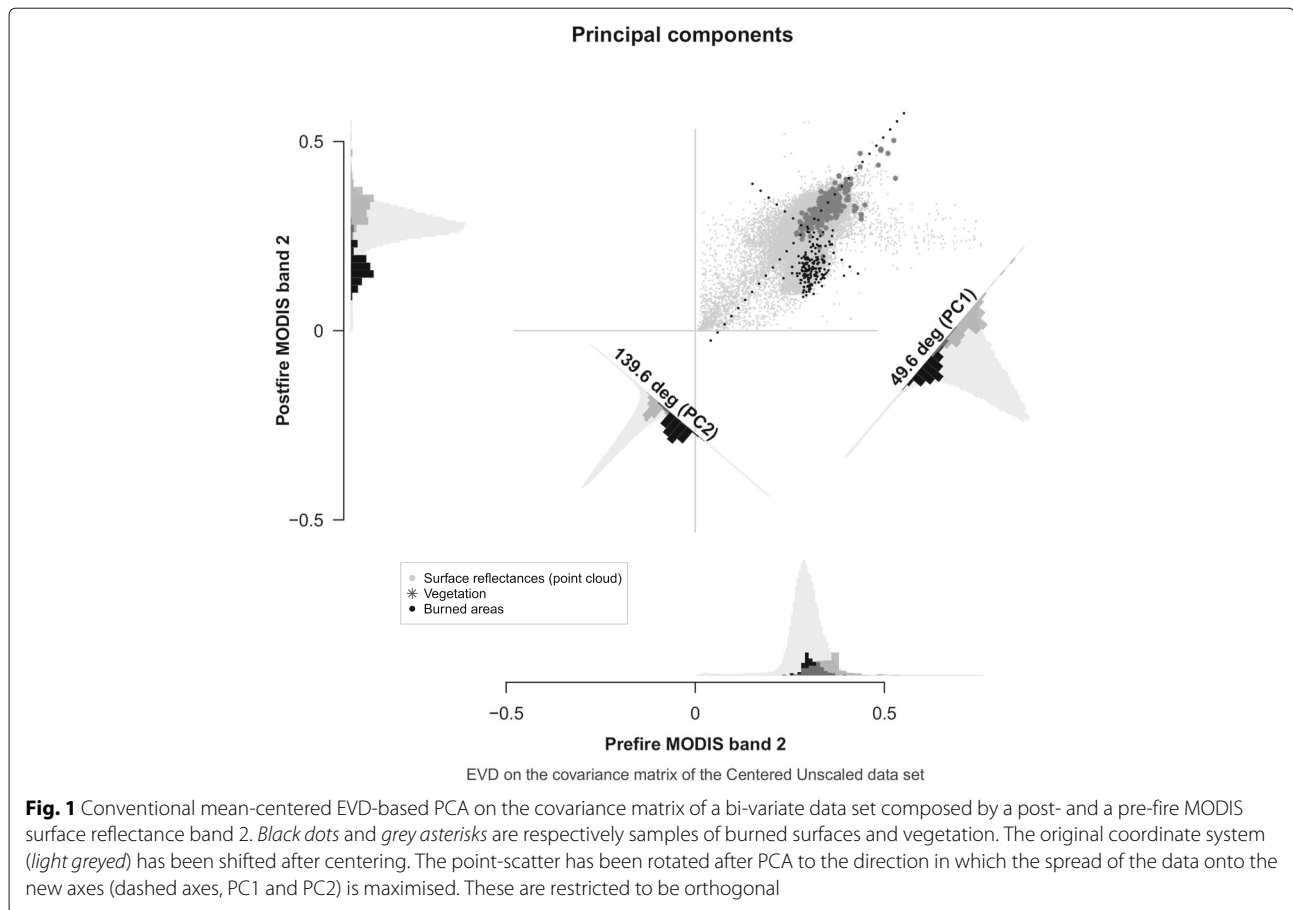 Principal components
0.5
0
−0.5
Postfire MODIS band 2
139.6 deg (PC2)
49.6 deg (PC1)
Surface reflectances (point cloud)
Vegetation
Burned areas
−0.5 0 0.5
Prefire MODIS band 2
EVD on the covariance matrix of the Centered Unscaled data set
Fig. 1 Conventional mean-centered EVD-based PCA on the covariance matrix of a bi-variate data set composed by a post- and a pre-fire MODIS
surface reflectance band 2. Black dots and grey asterisks are respectively samples of burned surfaces and vegetation. The original coordinate system
(light greyed) has been shifted after centering. The point-scatter has been rotated after PCA to the direction in which the spread of the data onto the
new axes (dashed axes, PC1 and PC2) is maximised. These are restricted to be orthogonal